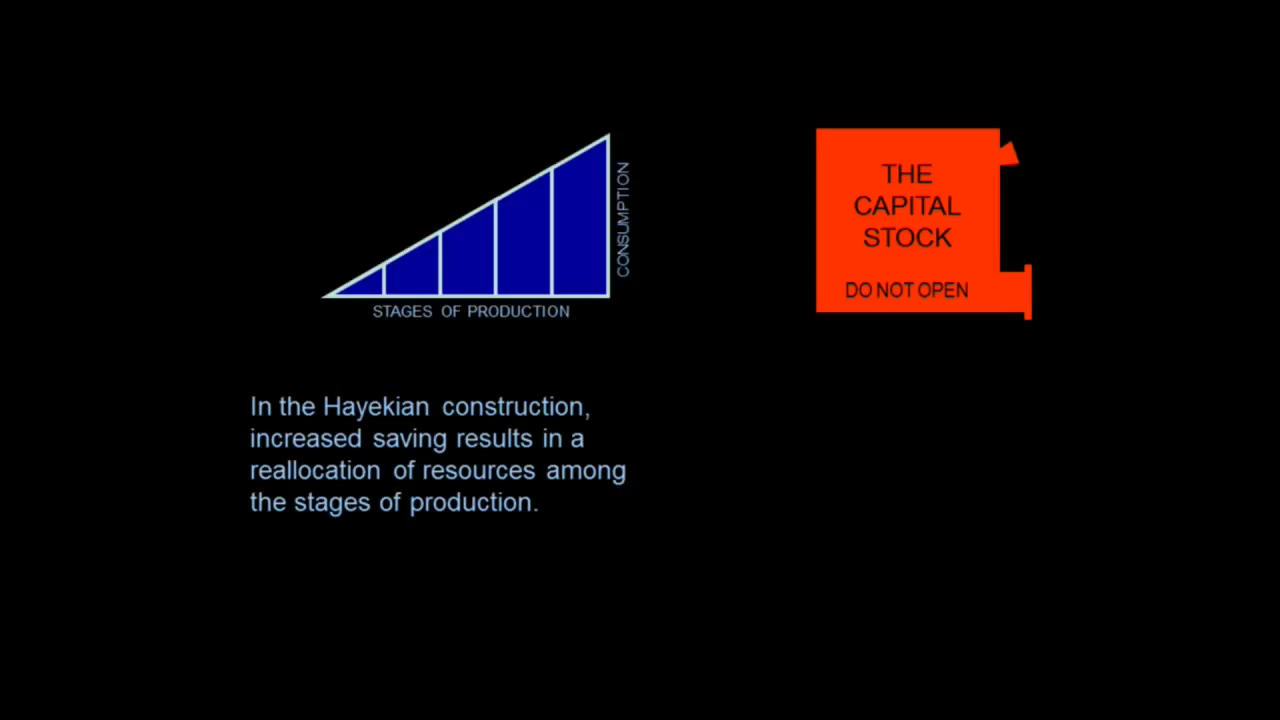 CONSUMPTION
STAGES OF PRODUCTION
THE
CAPITAL
STOCK
DO NOT OPEN
In the Hayekian construction,
increased saving results in a
reallocation of resources among
the stages of production.